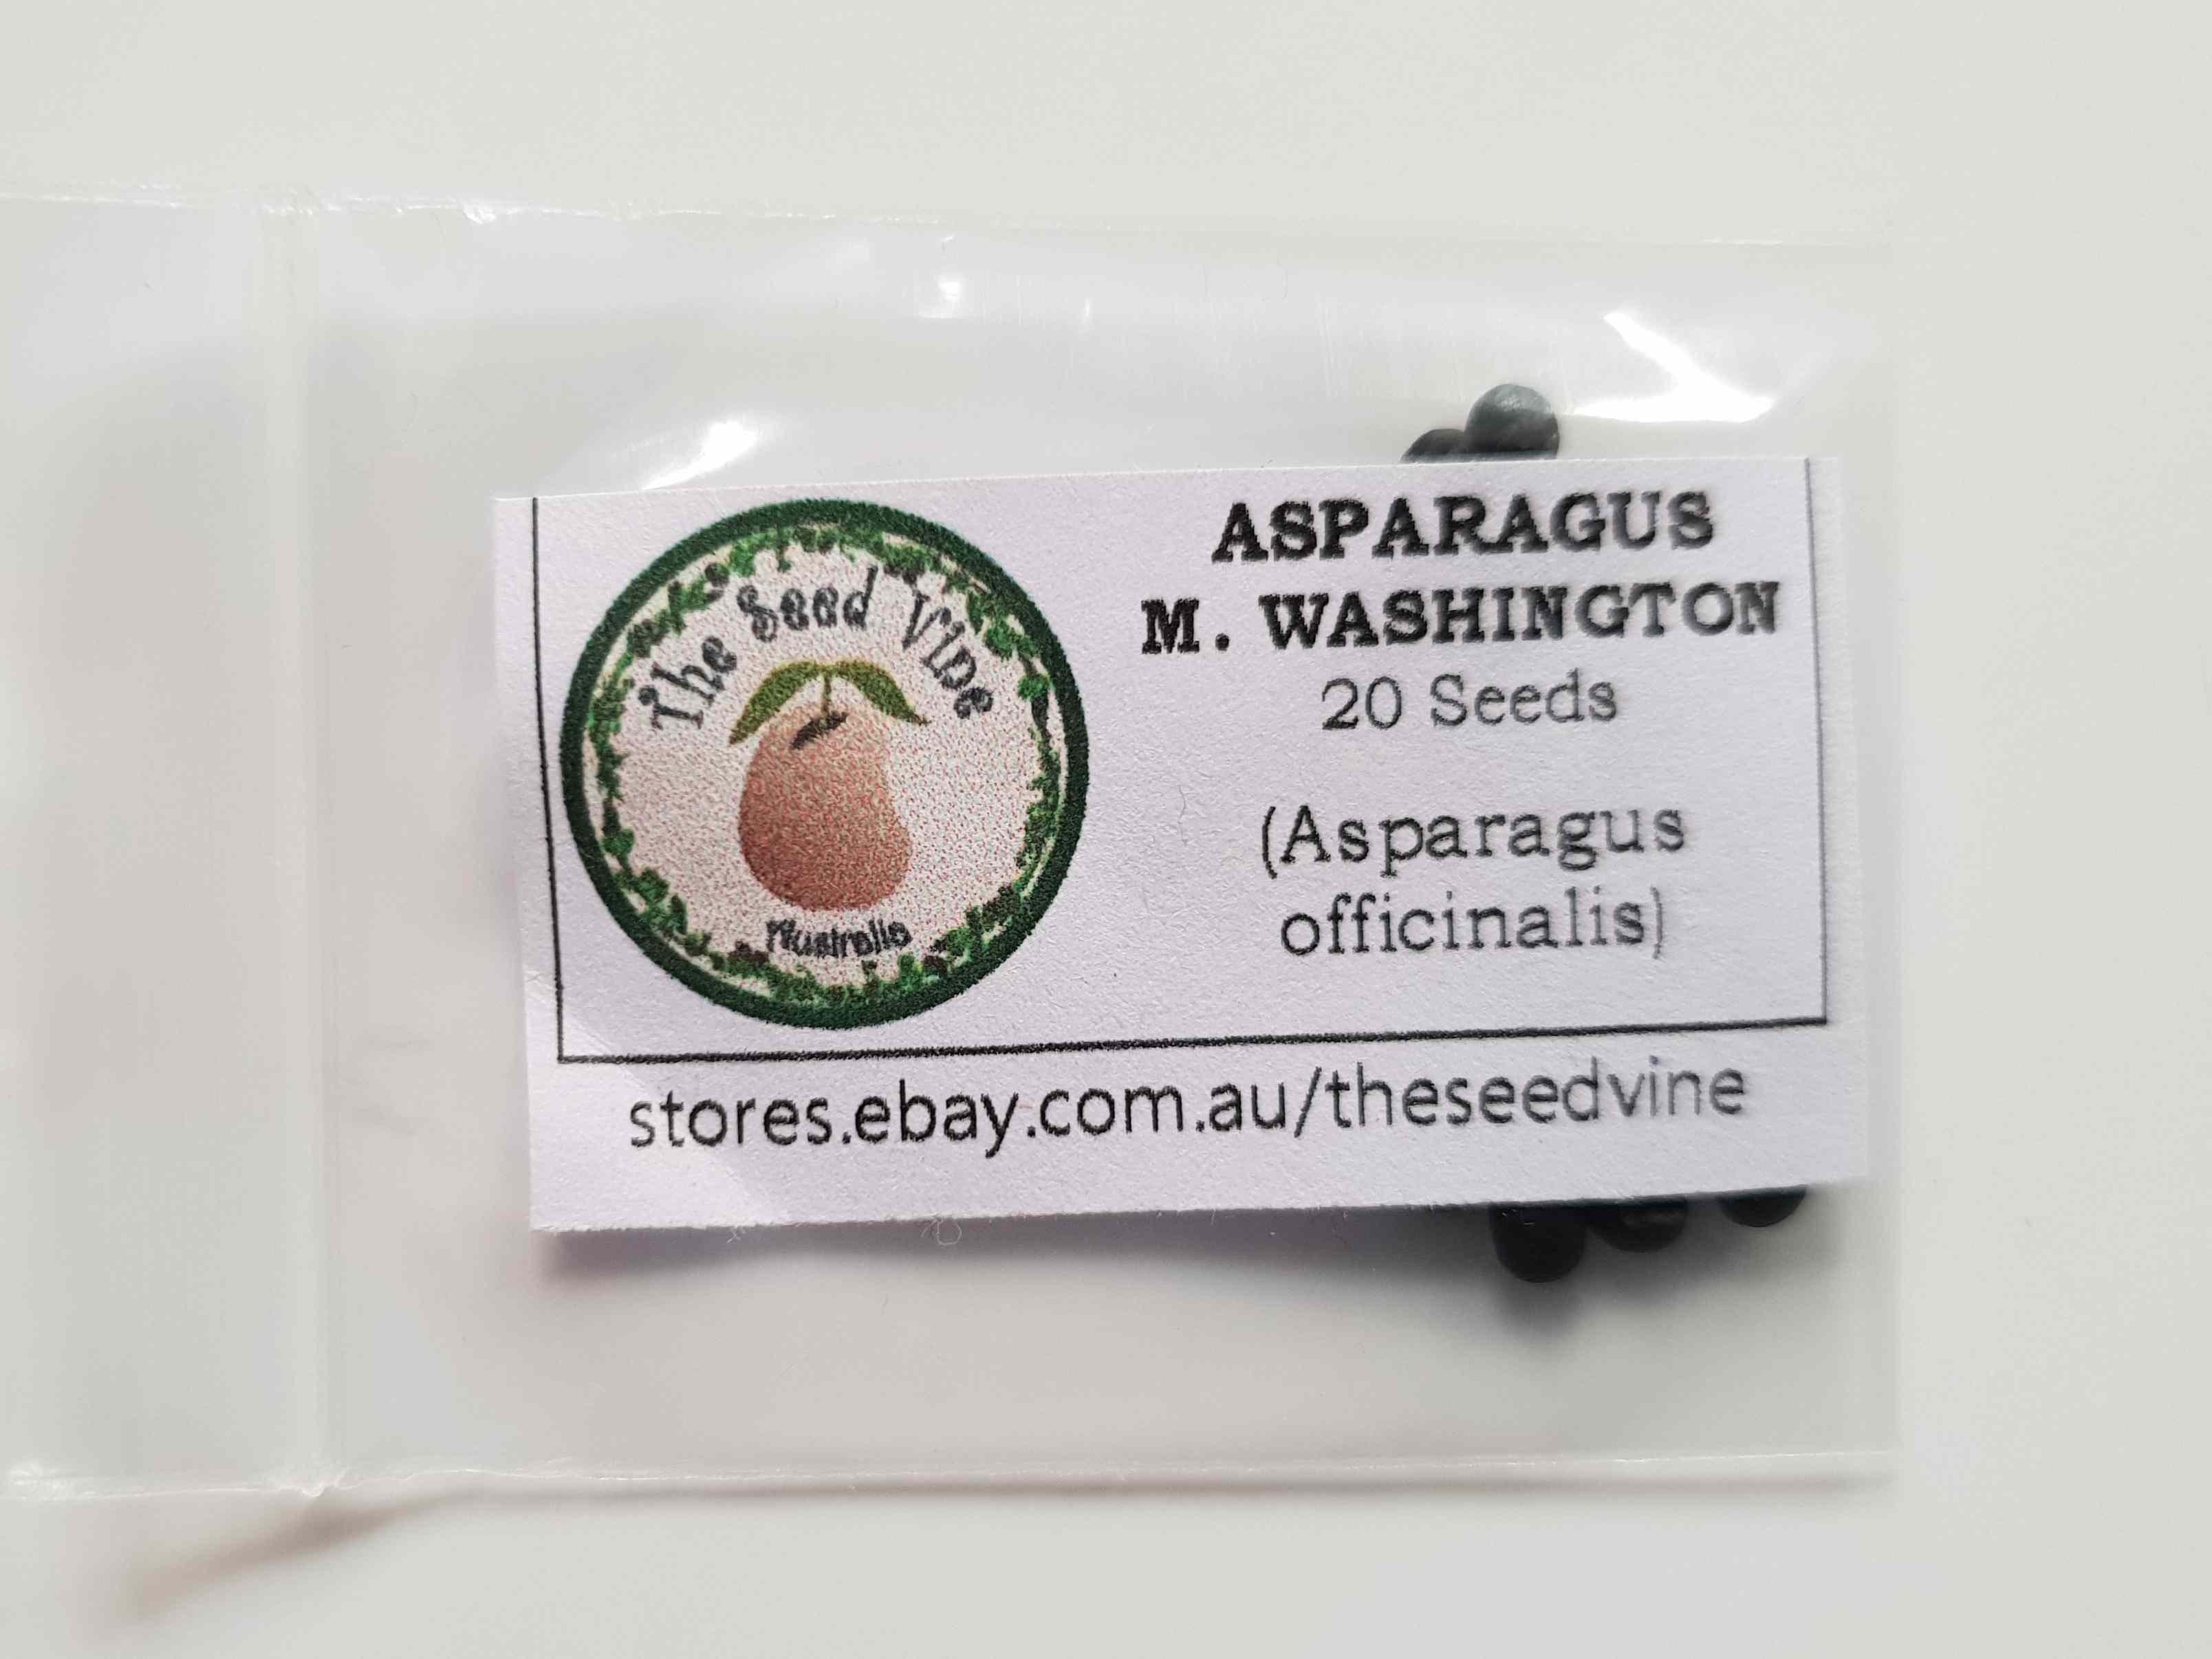 The Seed Vine
Australia
ASPARAGUS
M. WASHINGTON
20 Seeds
(Asparagus
officinalis)
stores.ebay.com.au/theseedvine